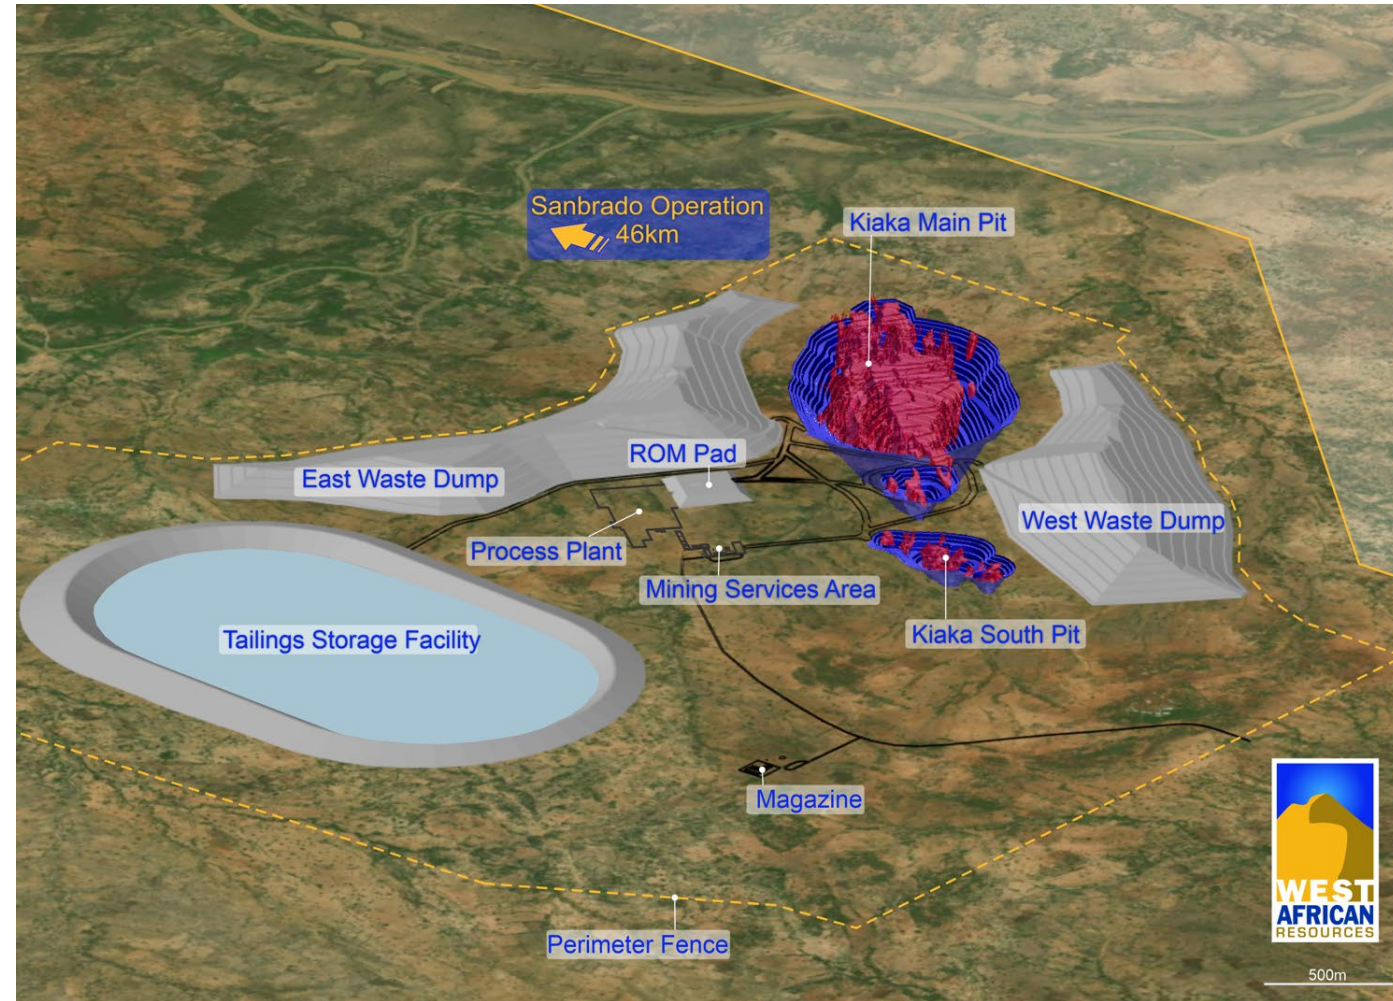 Sanbrado Operation
46km
Kiaka Main Pit
ROM Pad
East Waste Dump
West Waste Dump
Process Plant
Mining Services Area
Kiaka South Pit
Tailings Storage Facility
Magazine
Perimeter Fence
WEST
AFRICAN
RESOURCES
500m